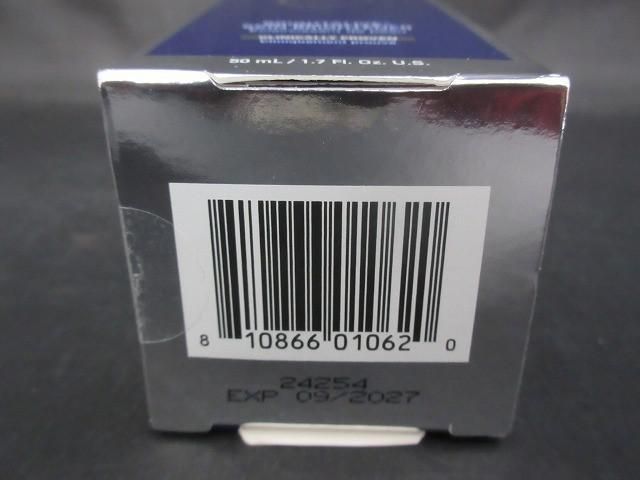 CLINICALLY PROVEN
50 mL / 1.7 Fl. Oz. U.S.
8 10866 01062 0
24254
EXP 09/2027